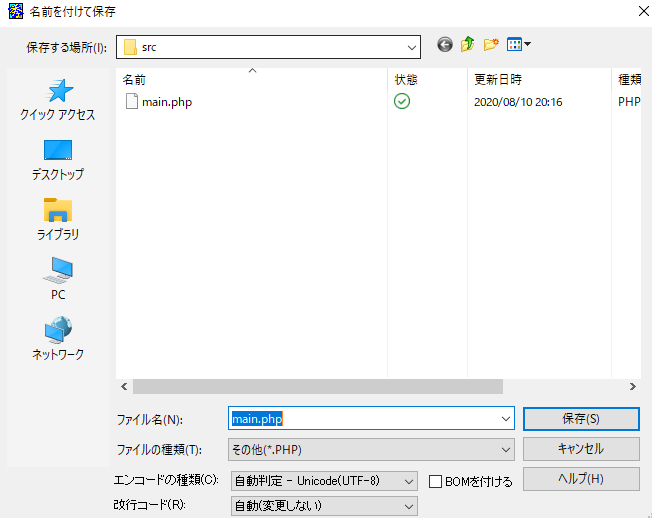 名前を付けて保存
保存する場所(I): src
名前 状態 更新日時 種類
main.php 2020/08/10 20:16 PHP
クイック アクセス
デスクトップ
ライブラリ
PC
ネットワーク
ファイル名(N): main.php 保存(S)
ファイルの種類(T): その他(*.PHP) キャンセル
エンコードの種類(C): 自動判定 - Unicode(UTF-8) BOMを付ける ヘルプ(H)
改行コード(R): 自動(変更しない)